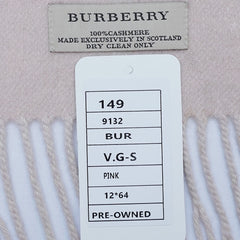 BURBERRY
100%CASHMERE
MADE EXCLUSIVELY IN SCOTLAND
DRY CLEAN ONLY
149
9132
BUR
V.G-S
PINK
12*64
PRE-OWNED